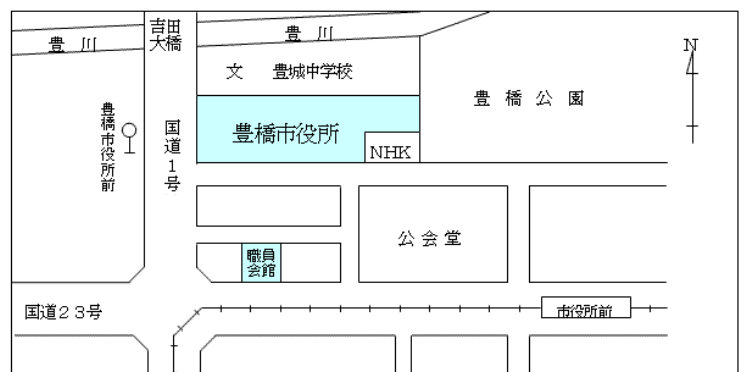 吉田
大橋
豊　川
豊　川
N
文　豊城中学校
豊　橋　公　園
豊橋市役所前
国道１号
豊橋市役所
NHK
公 会 堂
職員
会館
国道２３号
市役所前